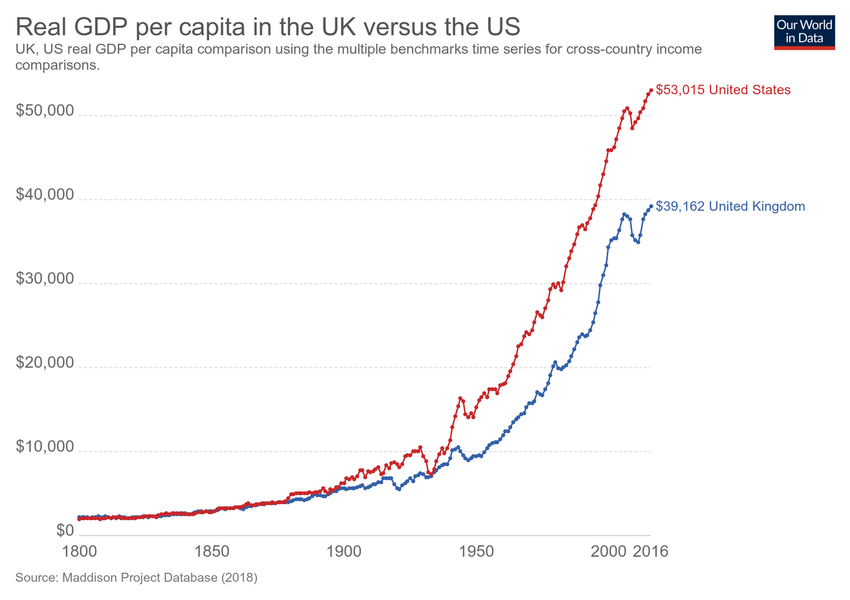 Real GDP per capita in the UK versus the US
Our World
in Data
UK, US real GDP per capita comparison using the multiple benchmarks time series for cross-country income
comparisons.
$53,015 United States
$50,000
$40,000
$39,162 United Kingdom
$30,000
$20,000
$10,000
$0
1800 1850 1900 1950 2000 2016
Source: Maddison Project Database (2018)